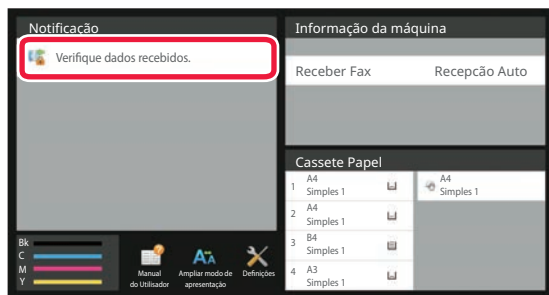 Notificação
Verifique dados recebidos.
Informação da máquina
Receber Fax Recepcão Auto
Cassete Papel
1 A4
Simples 1
A4
Simples 1
2 A4
Simples 1
3 B4
Simples 1
4 A3
Simples 1
Bk
C
M
Y
Manual
do Utilisador
Ampliar modo de
apresentação
Definições